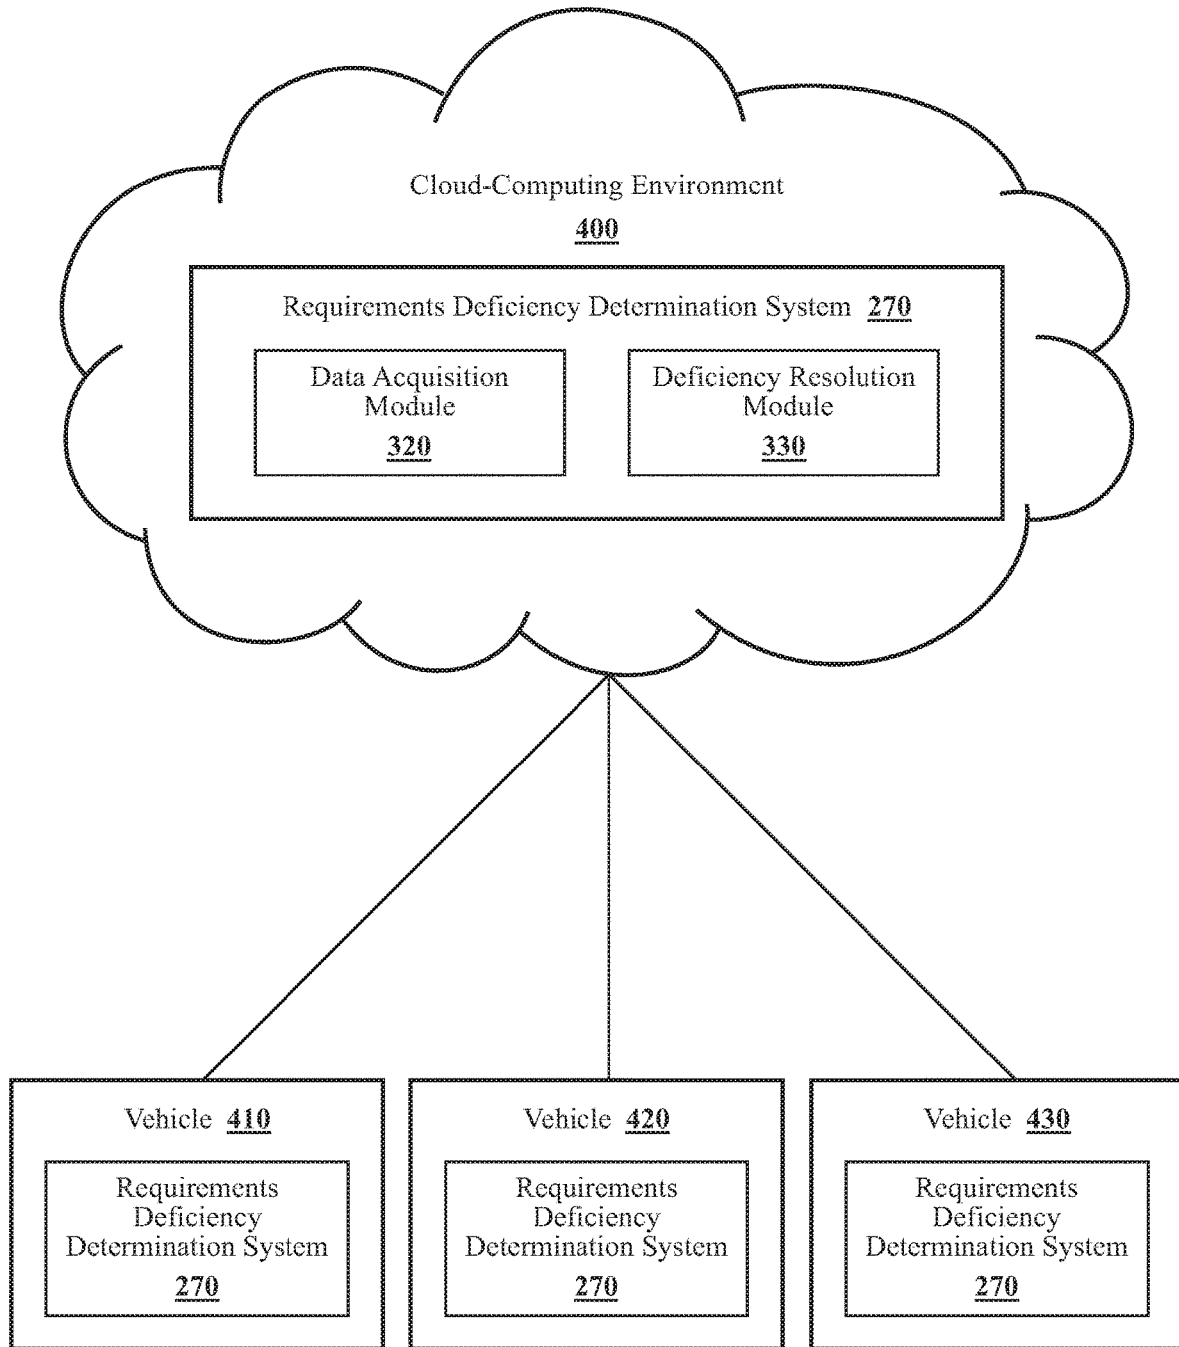 Cloud-Computing Environment
400
Requirements Deficiency Determination System 270
Data Acquisition
Module
320
Deficiency Resolution
Module
330
Vehicle 410
Requirements
Deficiency
Determination System
270
Vehicle 420
Requirements
Deficiency
Determination System
270
Vehicle 430
Requirements
Deficiency
Determination System
270